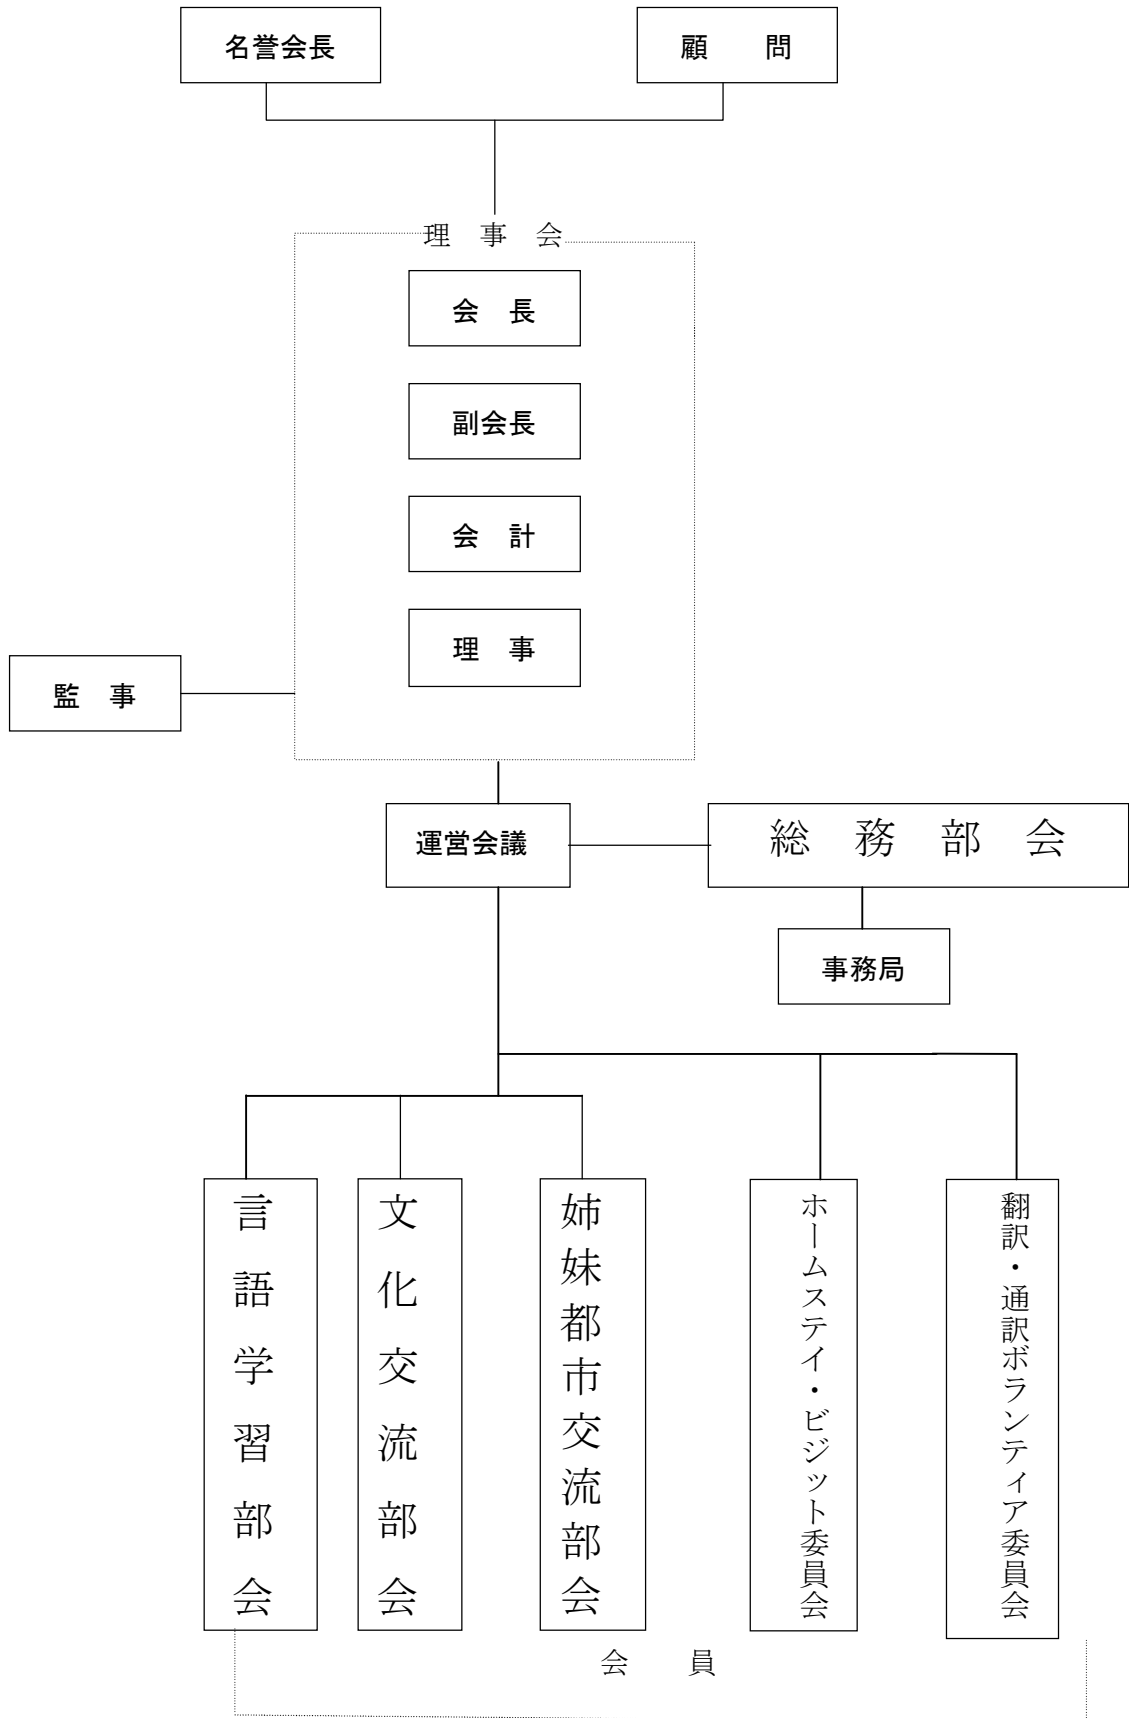 名誉会長
顧　問
理　事　会
会　長
副会長
会　計
理　事
監　事
運営会議
総　務　部　会
事務局
言語学習部会
文化交流部会
姉妹都市交流部会
ホームステイ・ビジット委員会
翻訳・通訳ボランティア委員会
会　員